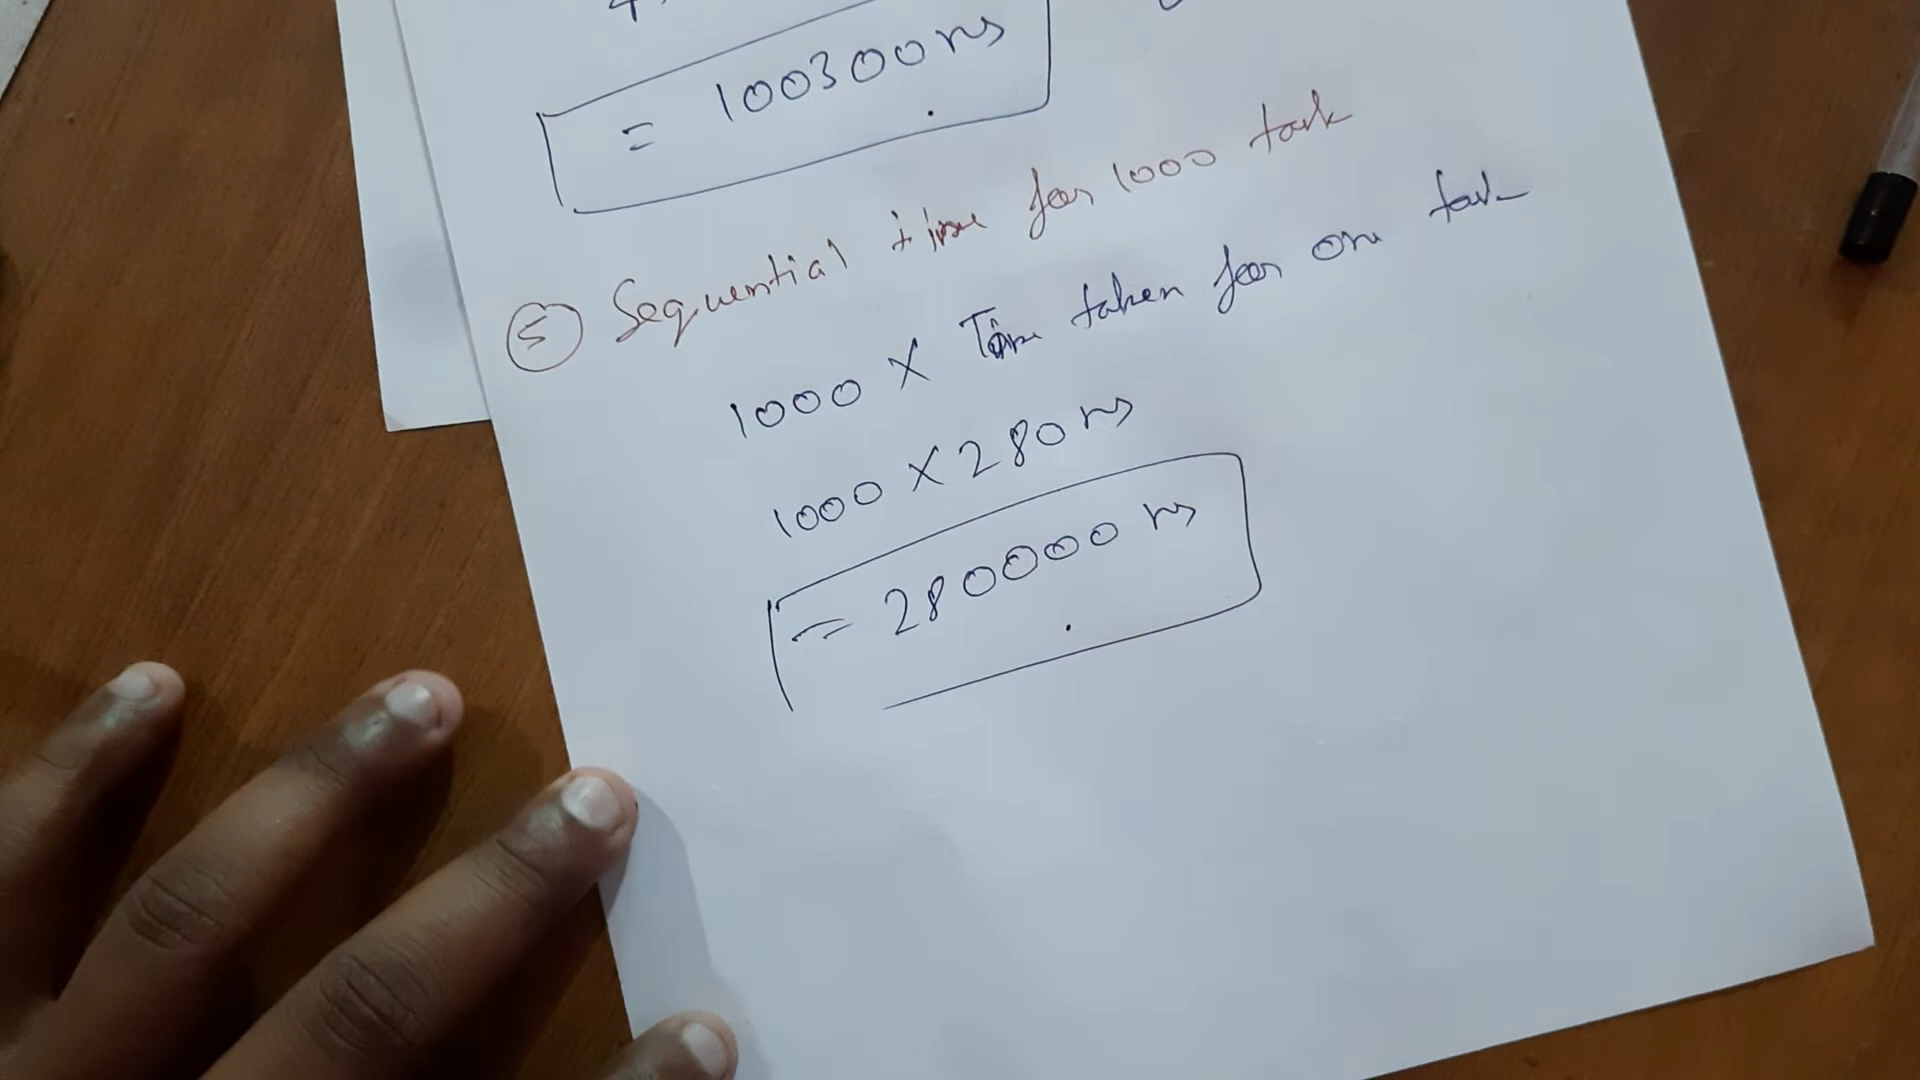 = 100300 ns
⑤ Sequential time for 1000 task
1000 × Time taken for one task
1000 × 280 ns
= 280000 ns